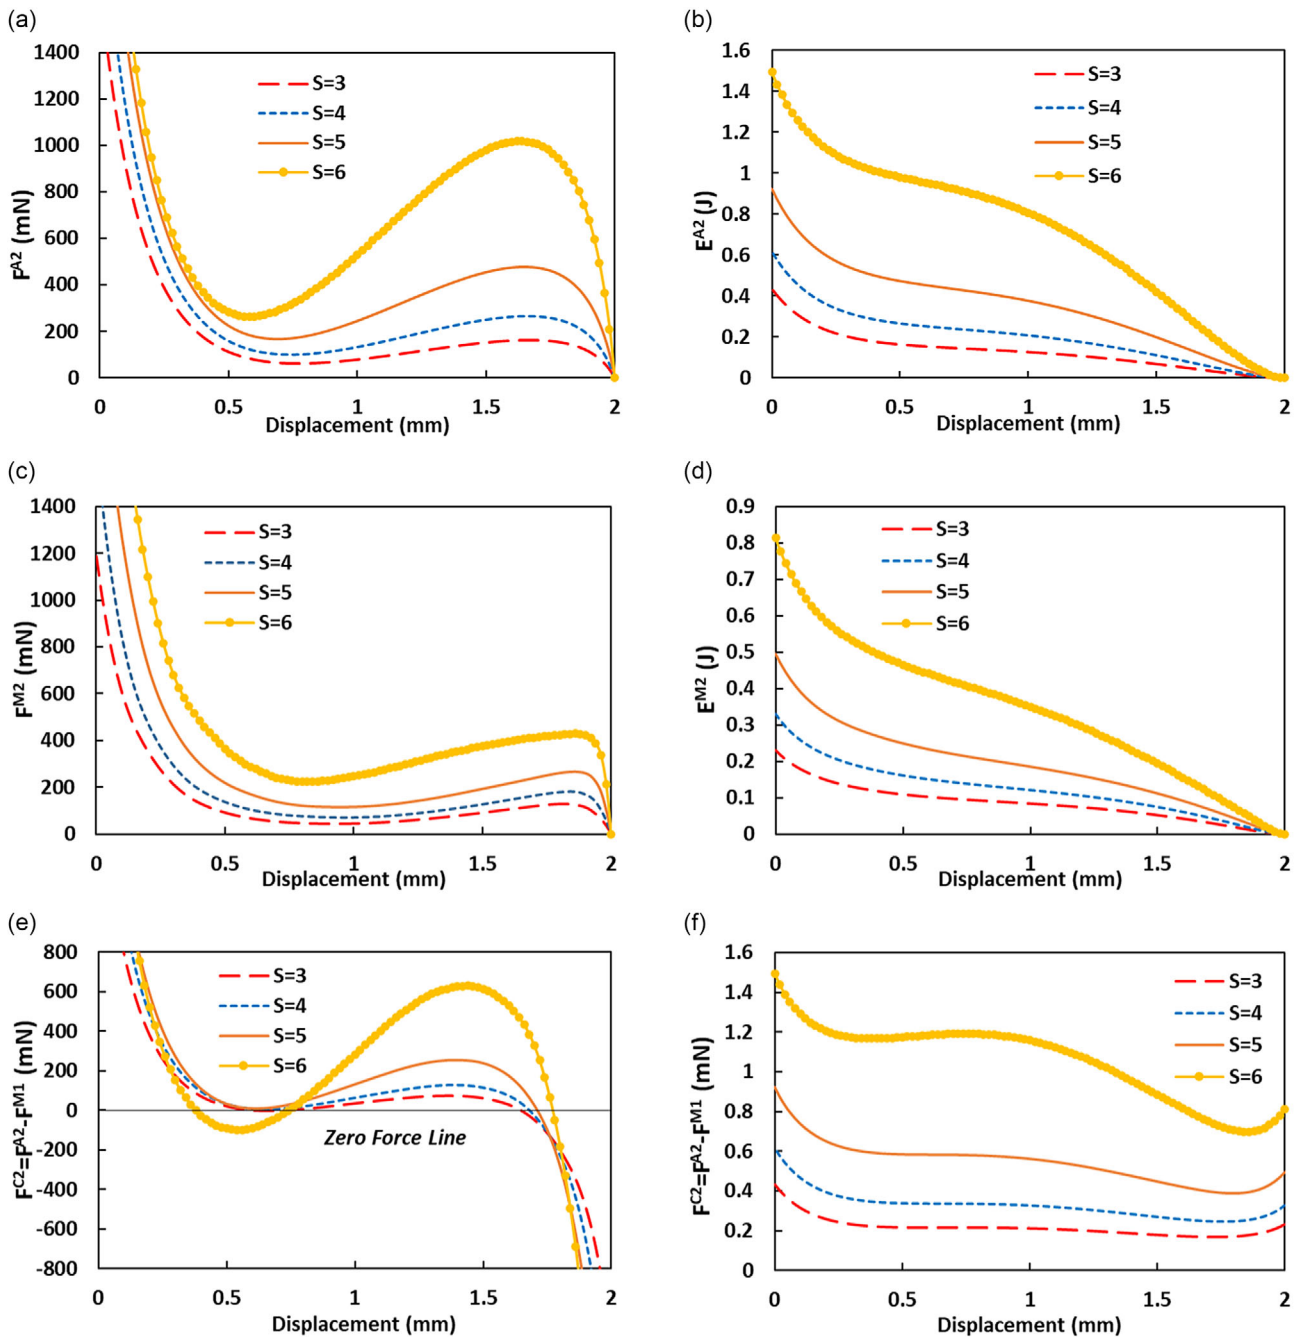 (a)
1400
1200
1000
800
600
400
200
0
F^A2 (mN)
S=3
S=4
S=5
S=6
0 0.5 1 1.5 2
Displacement (mm)
(b)
1.6
1.4
1.2
1
0.8
0.6
0.4
0.2
0
E^A2 (J)
S=3
S=4
S=5
S=6
0 0.5 1 1.5 2
Displacement (mm)
(c)
1400
1200
1000
800
600
400
200
0
F^M2 (mN)
S=3
S=4
S=5
S=6
0 0.5 1 1.5 2
Displacement (mm)
(d)
0.9
0.8
0.7
0.6
0.5
0.4
0.3
0.2
0.1
0
E^M2 (J)
S=3
S=4
S=5
S=6
0 0.5 1 1.5 2
Displacement (mm)
(e)
800
600
400
200
0
-200
-400
-600
-800
F^C2=F^A2-F^M1 (mN)
S=3
S=4
S=5
S=6
Zero Force Line
0 0.5 1 1.5 2
Displacement (mm)
(f)
1.6
1.4
1.2
1
0.8
0.6
0.4
0.2
0
F^C2=F^A2-F^M1 (mN)
S=3
S=4
S=5
S=6
0 0.5 1 1.5 2
Displacement (mm)